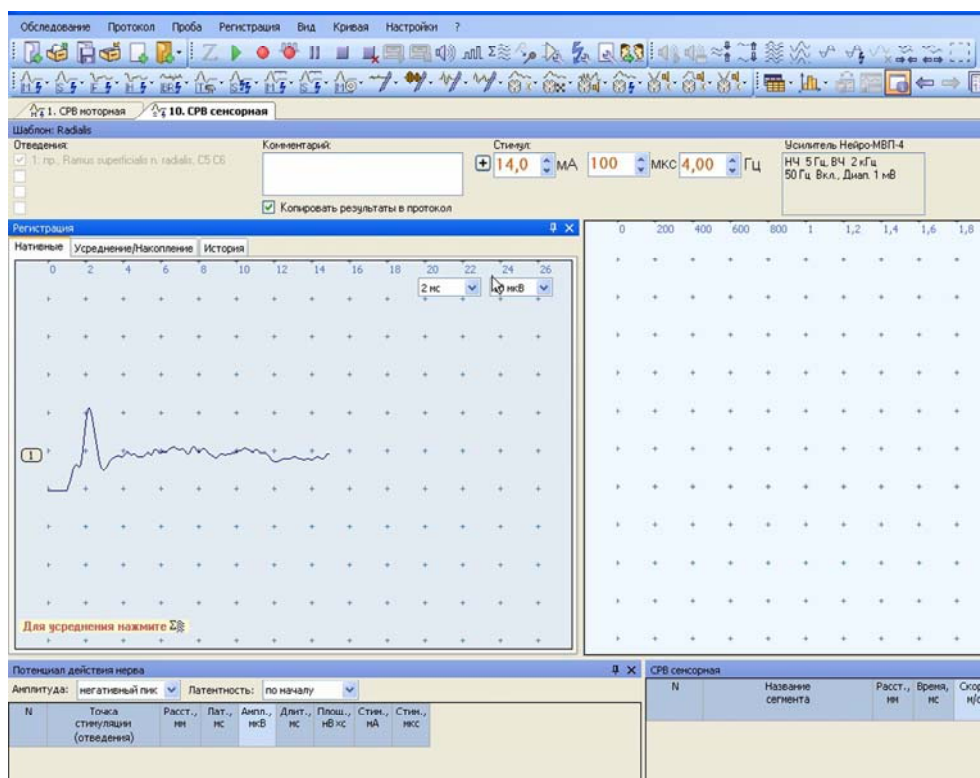 Обследование Протокол Проба Регистрация Вид Кривая Настройки ?
1. СРВ моторная 10. СРВ сенсорная
Шаблон: Radialis
Отведения: Комментарий: Стимул: Усилитель Нейро-МВП-4
1: пр., Ramus superficialis n. radialis, C5 C6
14,0 мА 100 мкс 4,00 Гц
НЧ 5 Гц, ВЧ 2 кГц
50 Гц Вкл., Диап. 1 мВ
Копировать результаты в протокол
Регистрация
Нативные Усреднение/Накопление История
0 2 4 6 8 10 12 14 16 18 20 22 24 26
2 мс мкВ
0 200 400 600 800 1 1,2 1,4 1,6 1,8
1
Для усреднения нажмите Σ
Потенциал действия нерва
Амплитуда: негативный пик Латентность: по началу
N Точка стимуляции (отведения) Расст., мм Лат., мс Ампл., мкВ Длит., мс Площ., нВ×с Стим., мА Стим., мкс
СРВ сенсорная
N Название сегмента Расст., мм Время, мс Скор м/с